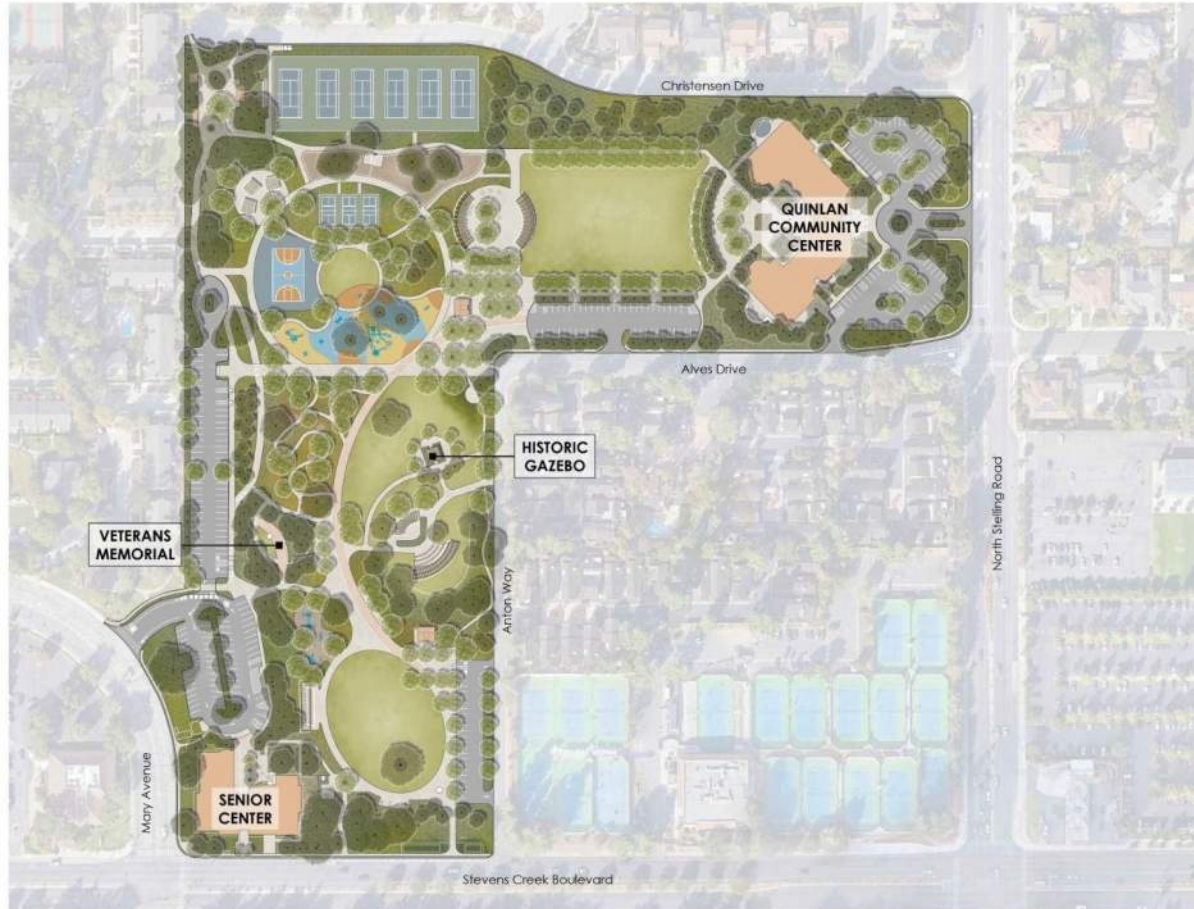 Christensen Drive
QUINLAN
COMMUNITY
CENTER
Alves Drive
HISTORIC
GAZEBO
North Stelling Road
VETERANS
MEMORIAL
Anton Way
Mary Avenue
SENIOR
CENTER
Stevens Creek Boulevard